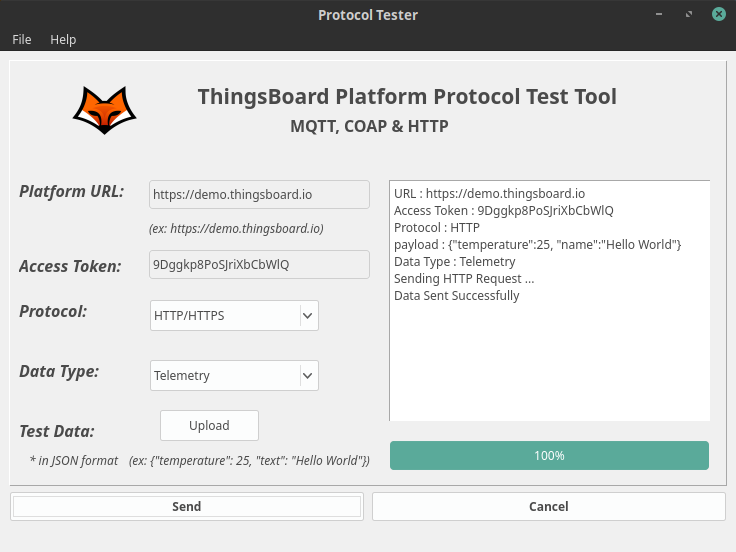 Protocol Tester
File Help
ThingsBoard Platform Protocol Test Tool
MQTT, COAP & HTTP
Platform URL:
https://demo.thingsboard.io
(ex: https://demo.thingsboard.io)
Access Token:
9Dggkp8PoSJriXbCbWlQ
Protocol:
HTTP/HTTPS
Data Type:
Telemetry
Test Data:
Upload
* in JSON format (ex: {"temperature": 25, "text": "Hello World"})
URL : https://demo.thingsboard.io
Access Token : 9Dggkp8PoSJriXbCbWlQ
Protocol : HTTP
payload : {"temperature":25, "name":"Hello World"}
Data Type : Telemetry
Sending HTTP Request ...
Data Sent Successfully
100%
Send
Cancel